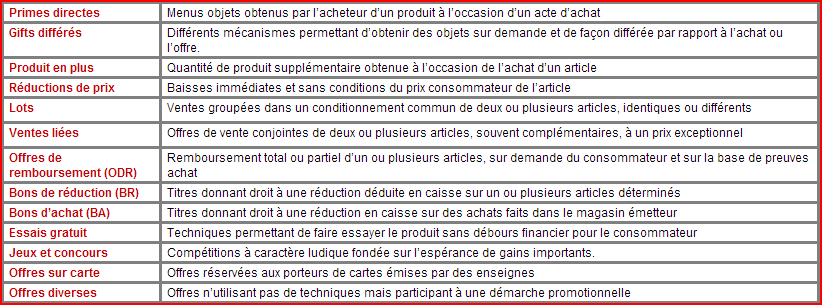 Primes directes
Menus objets obtenus par l'acheteur d'un produit à l'occasion d'un acte d'achat
Gifts différés
Différents mécanismes permettant d'obtenir des objets sur demande et de façon différée par rapport à l'achat ou
l'offre.
Produit en plus
Quantité de produit supplémentaire obtenue à l'occasion de l'achat d'un article
Réductions de prix
Baisses immédiates et sans conditions du prix consommateur de l'article
Lots
Ventes groupées dans un conditionnement commun de deux ou plusieurs articles, identiques ou différents
Ventes liées
Offres de vente conjointes de deux ou plusieurs articles, souvent complémentaires, à un prix exceptionnel
Offres de
remboursement (ODR)
Remboursement total ou partiel d'un ou plusieurs articles, sur demande du consommateur et sur la base de preuves
achat
Bons de réduction (BR)
Titres donnant droit à une réduction déduite en caisse sur un ou plusieurs articles déterminés
Bons d'achat (BA)
Titres donnant droit à une réduction en caisse sur des achats faits dans le magasin émetteur
Essais gratuit
Techniques permettant de faire essayer le produit sans débours financier pour le consommateur
Jeux et concours
Compétitions à caractère ludique fondée sur l'espérance de gains importants.
Offres sur carte
Offres réservées aux porteurs de cartes émises par des enseignes
Offres diverses
Offres n'utilisant pas de techniques mais participant à une démarche promotionnelle